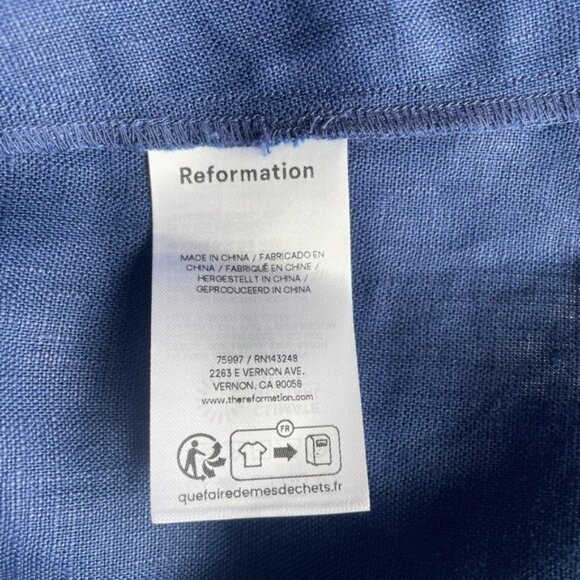 Reformation
MADE IN CHINA / FABRICADO EN
CHINA / FABRIQUÉ EN CHINE /
HERGESTELLT IN CHINA /
GEPRODUCEERD IN CHINA
75997 / RN143248
2263 E VERNON AVE.
VERNON, CA 90058
www.thereformation.com
FR
quefairedemesdechets.fr